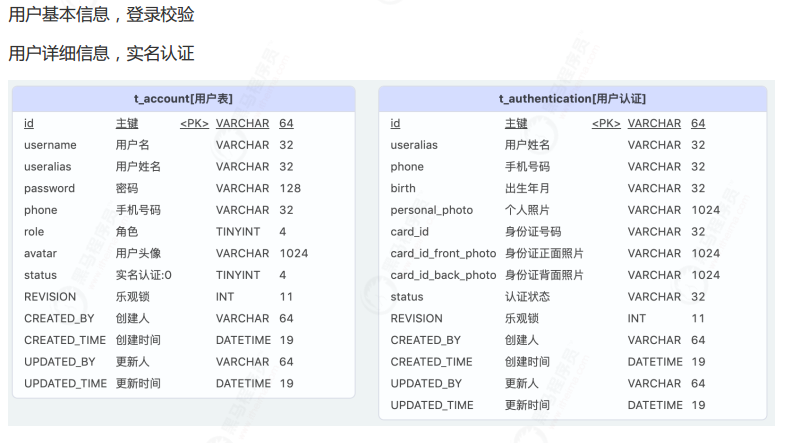 用户基本信息，登录校验
用户详细信息，实名认证
t_account[用户表]
id 主键 <PK> VARCHAR 64
username 用户名 VARCHAR 32
useralias 用户姓名 VARCHAR 32
password 密码 VARCHAR 128
phone 手机号码 VARCHAR 32
role 角色 TINYINT 4
avatar 用户头像 VARCHAR 1024
status 实名认证:0 TINYINT 4
REVISION 乐观锁 INT 11
CREATED_BY 创建人 VARCHAR 64
CREATED_TIME 创建时间 DATETIME 19
UPDATED_BY 更新人 VARCHAR 64
UPDATED_TIME 更新时间 DATETIME 19
t_authentication[用户认证]
id 主键 <PK> VARCHAR 64
useralias 用户姓名 VARCHAR 32
phone 手机号码 VARCHAR 32
birth 出生年月 VARCHAR 32
personal_photo 个人照片 VARCHAR 1024
card_id 身份证号码 VARCHAR 32
card_id_front_photo 身份证正面照片 VARCHAR 1024
card_id_back_photo 身份证背面照片 VARCHAR 1024
status 认证状态 VARCHAR 32
REVISION 乐观锁 INT 11
CREATED_BY 创建人 VARCHAR 64
CREATED_TIME 创建时间 DATETIME 19
UPDATED_BY 更新人 VARCHAR 64
UPDATED_TIME 更新时间 DATETIME 19